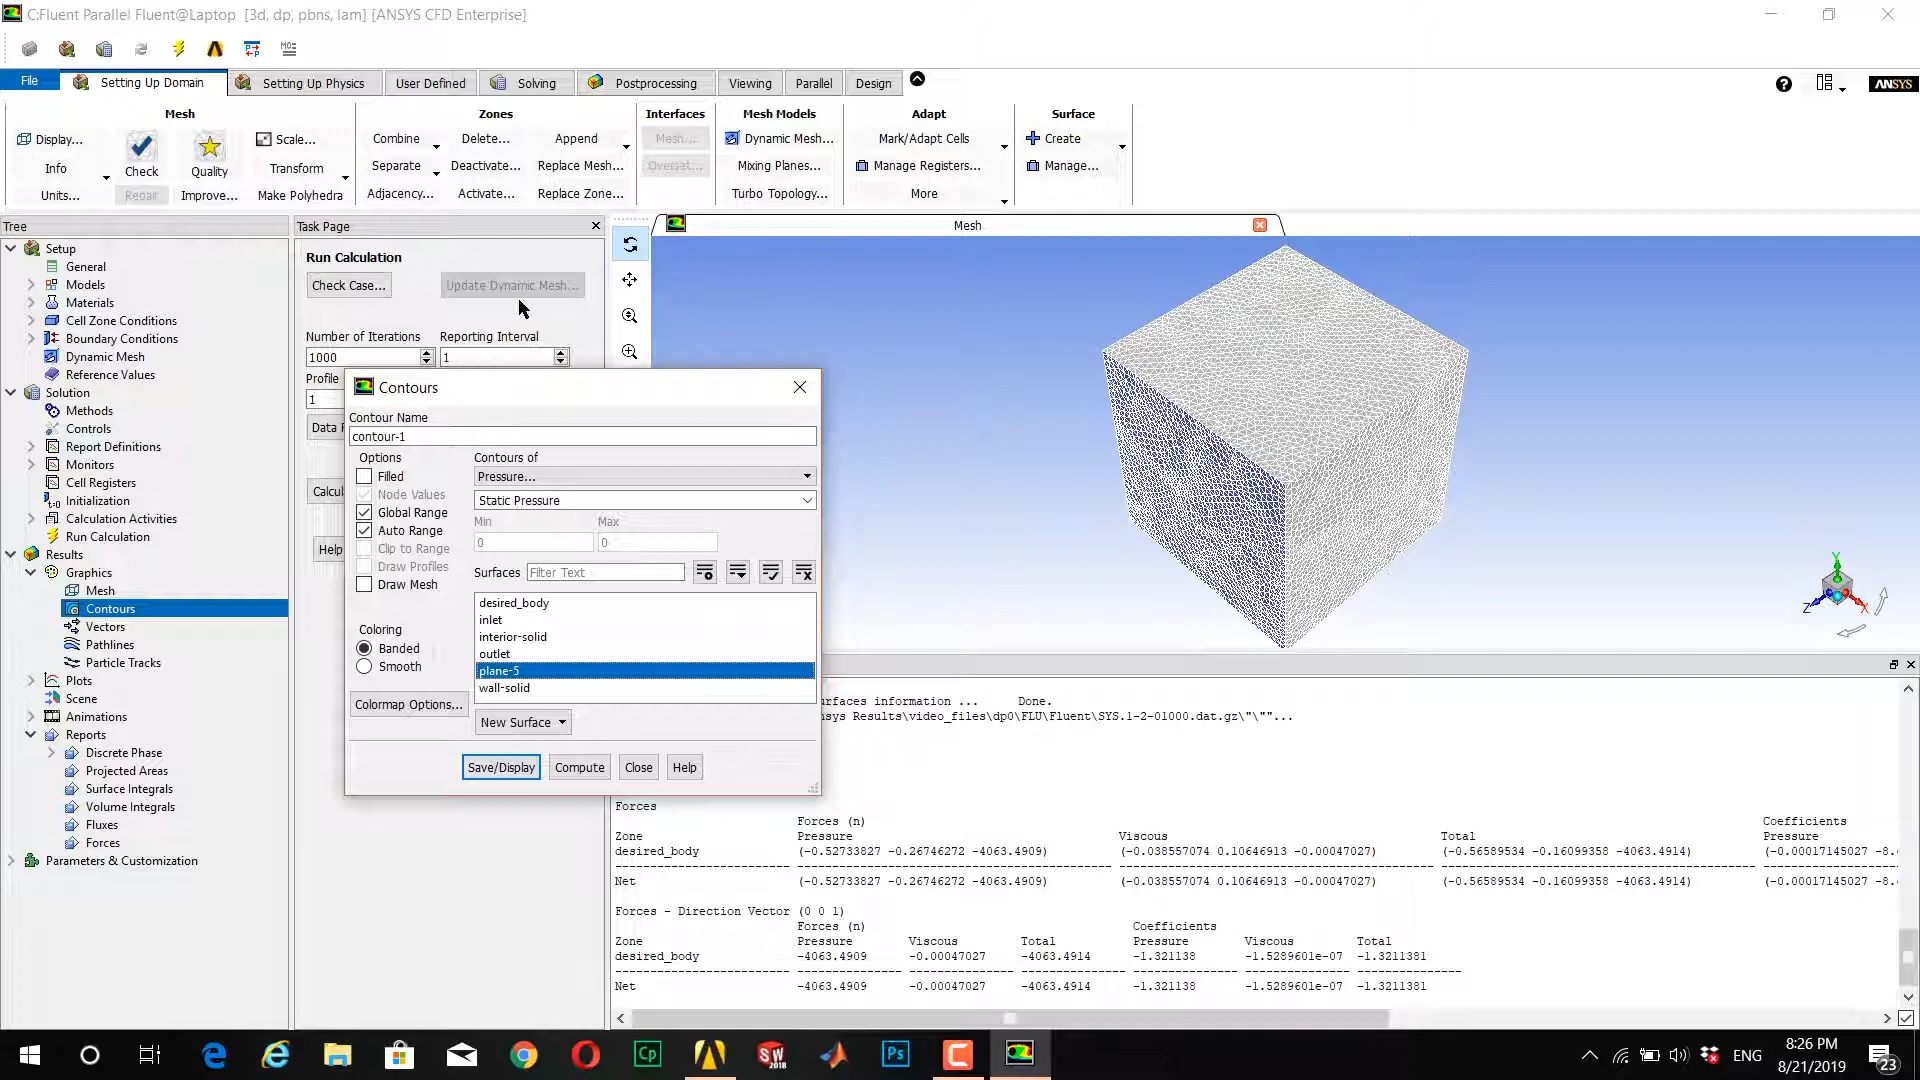 C:Fluent Parallel Fluent@Laptop [3d, dp, pbns, lam] [ANSYS CFD Enterprise]
File
Setting Up Domain
Setting Up Physics
User Defined
Solving
Postprocessing
Viewing
Parallel
Design
ANSYS
Mesh
Zones
Interfaces
Mesh Models
Adapt
Surface
Display...
Scale...
Combine
Delete...
Append
Mesh...
Dynamic Mesh...
Mark/Adapt Cells
Create
Info
Check
Quality
Transform
Separate
Deactivate...
Replace Mesh...
Overset...
Mixing Planes...
Manage Registers...
Manage...
Units...
Repair
Improve...
Make Polyhedra
Adjacency...
Activate...
Replace Zone...
Turbo Topology...
More
Tree
Setup
General
Models
Materials
Cell Zone Conditions
Boundary Conditions
Dynamic Mesh
Reference Values
Solution
Methods
Controls
Report Definitions
Monitors
Cell Registers
Initialization
Calculation Activities
Run Calculation
Results
Graphics
Mesh
Contours
Vectors
Pathlines
Particle Tracks
Plots
Scene
Animations
Reports
Discrete Phase
Projected Areas
Surface Integrals
Volume Integrals
Fluxes
Forces
Parameters & Customization
Task Page
Run Calculation
Check Case...
Update Dynamic Mesh...
Number of Iterations
Reporting Interval
1000
1
Profile
1
Data
Calcul
Help
Contours
Contour Name
contour-1
Options
Filled
Node Values
Global Range
Auto Range
Clip to Range
Draw Profiles
Draw Mesh
Coloring
Banded
Smooth
Colormap Options...
Contours of
Pressure...
Static Pressure
Min
Max
0
0
Surfaces
Filter Text
desired_body
inlet
interior-solid
outlet
plane-5
wall-solid
New Surface
Save/Display
Compute
Close
Help
Mesh
Y
Z
X
urfaces information ... Done.
nsys Results\video_files\dp0\FLU\Fluent\SYS.1-2-01000.dat.gz\"\""...
Forces
Forces (n) Coefficients
Zone Pressure Viscous Total Pressure
desired_body (-0.52733827 -0.26746272 -4063.4909) (-0.038557074 0.10646913 -0.00047027) (-0.56589534 -0.16099358 -4063.4914) (-0.00017145027 -8.
Net (-0.52733827 -0.26746272 -4063.4909) (-0.038557074 0.10646913 -0.00047027) (-0.56589534 -0.16099358 -4063.4914) (-0.00017145027 -8.
Forces - Direction Vector (0 0 1)
Forces (n) Coefficients
Zone Pressure Viscous Total Pressure Viscous Total
desired_body -4063.4909 -0.00047027 -4063.4914 -1.321138 -1.5289601e-07 -1.3211381
Net -4063.4909 -0.00047027 -4063.4914 -1.321138 -1.5289601e-07 -1.3211381
Cp
SW
2018
Ps
ENG
8:26 PM
8/21/2019
23